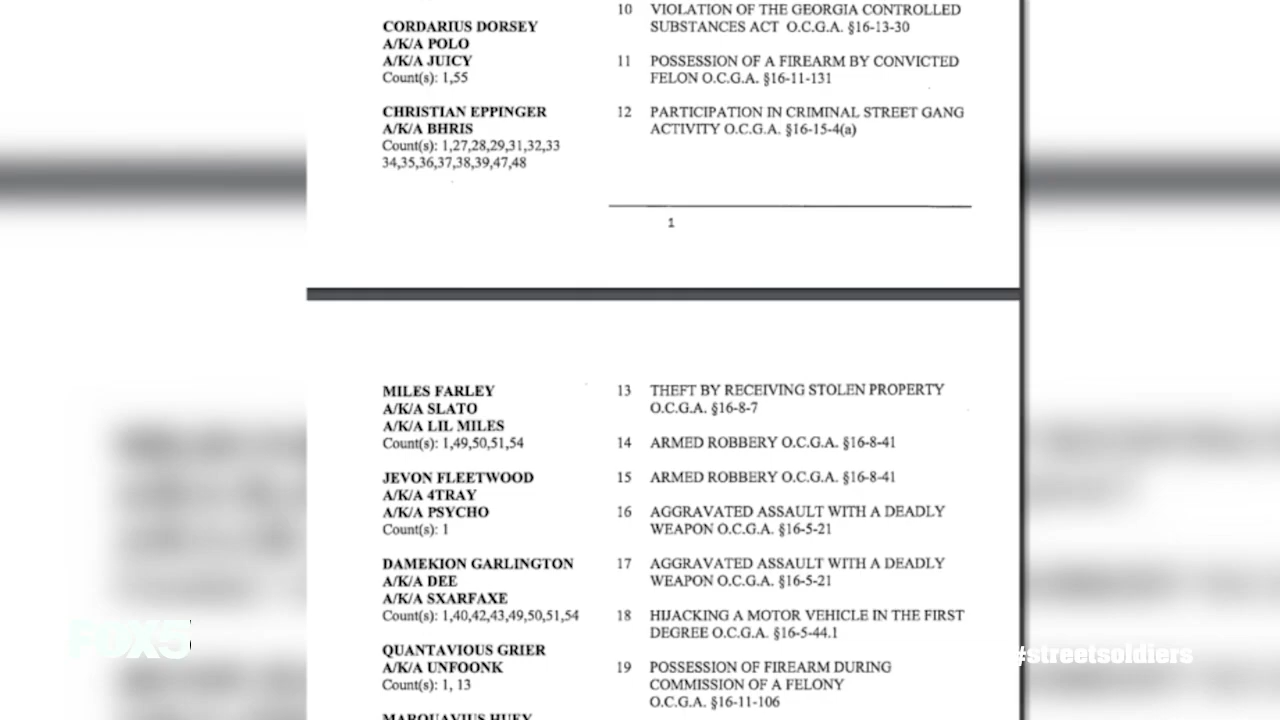 CORDARIUS DORSEY
A/K/A POLO
A/K/A JUICY
Count(s): 1,55
CHRISTIAN EPPINGER
A/K/A BHRIS
Count(s): 1,27,28,29,31,32,33
34,35,36,37,38,39,47,48
10 VIOLATION OF THE GEORGIA CONTROLLED
SUBSTANCES ACT O.C.G.A. §16-13-30
11 POSSESSION OF A FIREARM BY CONVICTED
FELON O.C.G.A. §16-11-131
12 PARTICIPATION IN CRIMINAL STREET GANG
ACTIVITY O.C.G.A. §16-15-4(a)
1
MILES FARLEY
A/K/A SLATO
A/K/A LIL MILES
Count(s): 1,49,50,51,54
JEVON FLEETWOOD
A/K/A 4TRAY
A/K/A PSYCHO
Count(s): 1
DAMEKION GARLINGTON
A/K/A DEE
A/K/A SXARFAXE
Count(s): 1,40,42,43,49,50,51,54
QUANTAVIOUS GRIER
A/K/A UNFOONK
Count(s): 1, 13
MARQUAVIUS HUEY
13 THEFT BY RECEIVING STOLEN PROPERTY
O.C.G.A. §16-8-7
14 ARMED ROBBERY O.C.G.A. §16-8-41
15 ARMED ROBBERY O.C.G.A. §16-8-41
16 AGGRAVATED ASSAULT WITH A DEADLY
WEAPON O.C.G.A. §16-5-21
17 AGGRAVATED ASSAULT WITH A DEADLY
WEAPON O.C.G.A. §16-5-21
18 HIJACKING A MOTOR VEHICLE IN THE FIRST
DEGREE O.C.G.A. §16-5-44.1
19 POSSESSION OF FIREARM DURING
COMMISSION OF A FELONY
O.C.G.A. §16-11-106
FOX5
#streetsoldiers